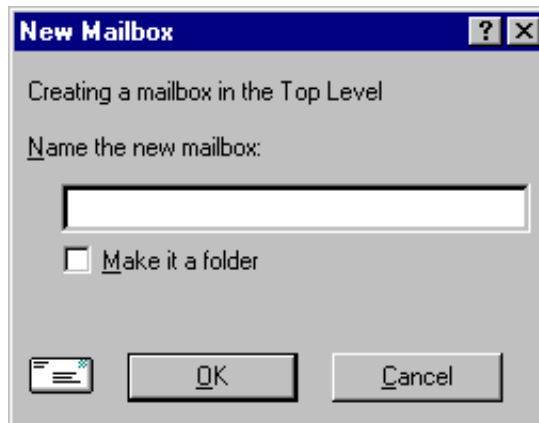 New Mailbox ?
Creating a mailbox in the Top Level
Name the new mailbox:
Make it a folder
OK Cancel